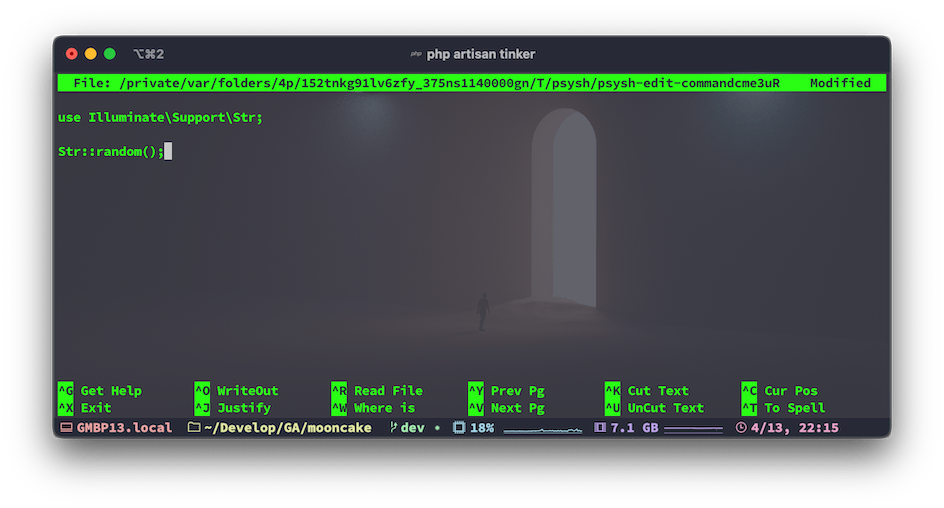 ⌥⌘2 php php artisan tinker
File: /private/var/folders/4p/152tnkg91lv6zfy_375ns1140000gn/T/psysh/psysh-edit-commandcme3uR Modified
use Illuminate\Support\Str;
Str::random();
^G Get Help ^O WriteOut ^R Read File ^Y Prev Pg ^K Cut Text ^C Cur Pos
^X Exit ^J Justify ^W Where is ^V Next Pg ^U UnCut Text ^T To Spell
GMBP13.local ~/Develop/GA/mooncake dev • 18% 7.1 GB 4/13, 22:15